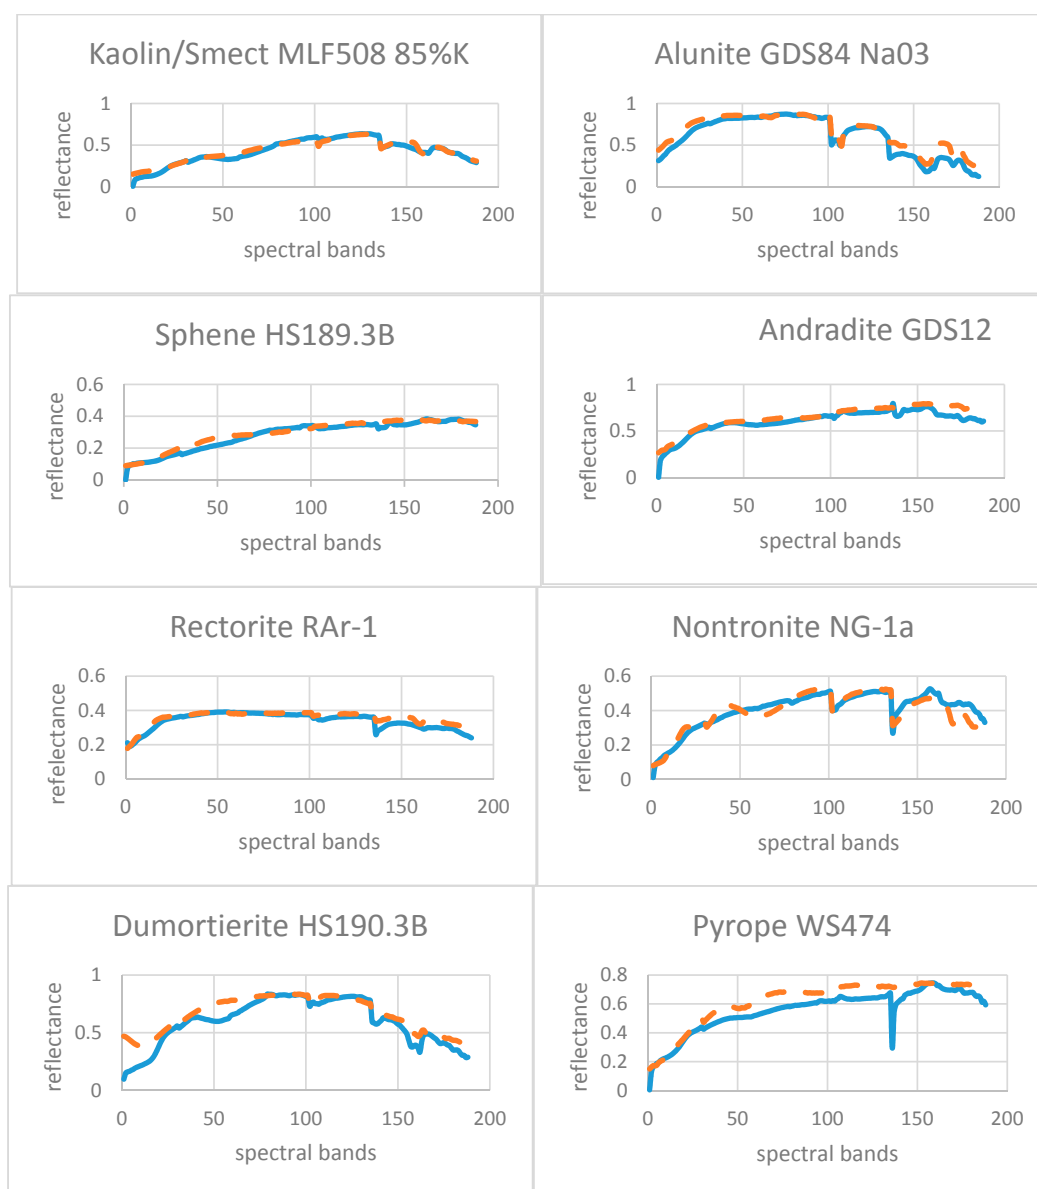 Kaolin/Smect MLF508 85%K
1
0.5
0
0 50 100 150 200
reflectance
spectral bands
Alunite GDS84 Na03
1
0.5
0
0 50 100 150 200
refelctance
spectral bands
Sphene HS189.3B
0.6
0.4
0.2
0
0 50 100 150 200
reflectance
spectral bands
Andradite GDS12
1
0.5
0
0 50 100 150 200
reflectance
spectral bands
Rectorite RAr-1
0.6
0.4
0.2
0
0 50 100 150 200
refelectance
spectral bands
Nontronite NG-1a
0.6
0.4
0.2
0
0 50 100 150 200
reflectance
spectral bands
Dumortierite HS190.3B
1
0.5
0
0 50 100 150 200
reflectance
spectral bands
Pyrope WS474
0.8
0.6
0.4
0.2
0
0 50 100 150 200
reflectance
spectral bands